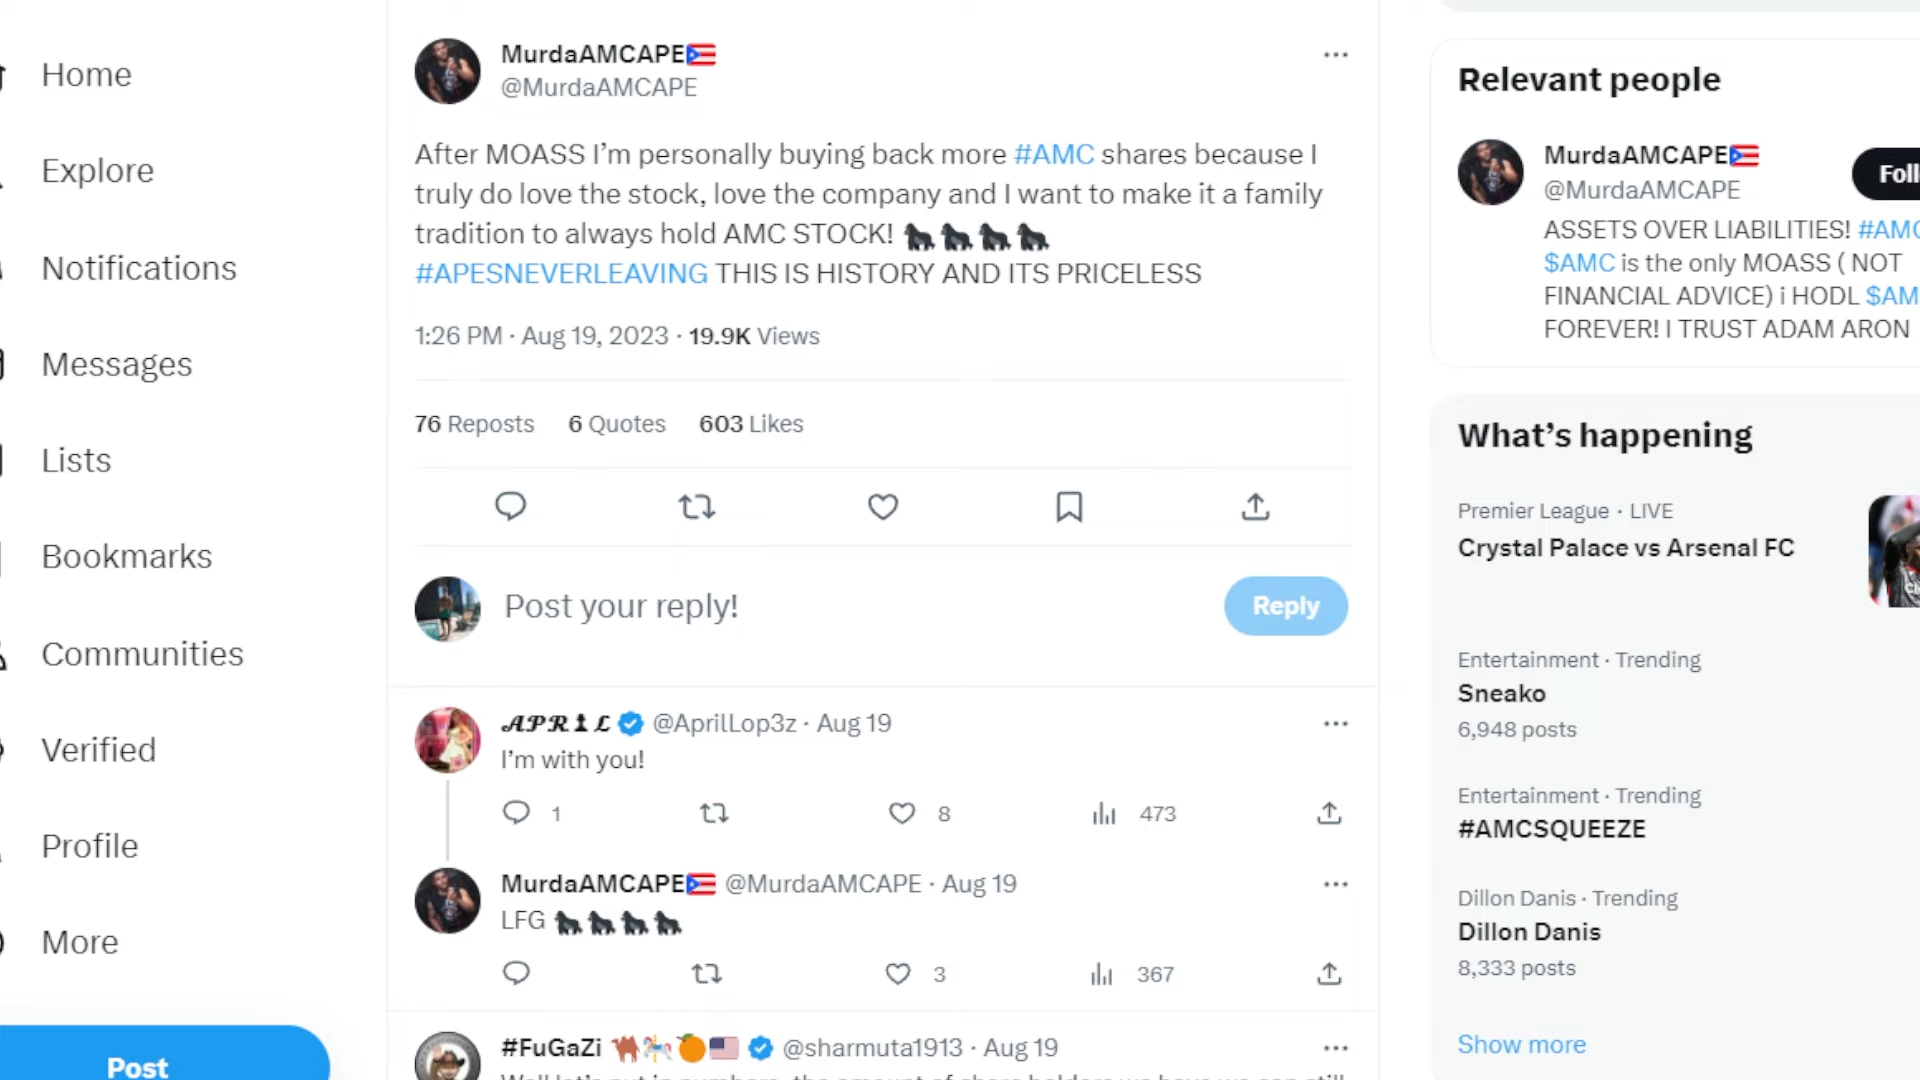 Home
Explore
Notifications
Messages
Lists
Bookmarks
Communities
Verified
Profile
More
Post
MurdaAMCAPE🇵🇷
@MurdaAMCAPE
After MOASS I’m personally buying back more #AMC shares because I
truly do love the stock, love the company and I want to make it a family
tradition to always hold AMC STOCK! 🦍🦍🦍🦍
#APESNEVERLEAVING THIS IS HISTORY AND ITS PRICELESS
1:26 PM · Aug 19, 2023 · 19.9K Views
76 Reposts 6 Quotes 603 Likes
Post your reply!
Reply
𝓐𝓟𝓡♟𝓛 @AprilLop3z · Aug 19
I’m with you!
1 8 473
MurdaAMCAPE🇵🇷 @MurdaAMCAPE · Aug 19
LFG 🦍🦍🦍🦍
3 367
#FuGaZi 🐪🎠🍊🇺🇸 @sharmuta1913 · Aug 19
Relevant people
MurdaAMCAPE🇵🇷
@MurdaAMCAPE
Foll
ASSETS OVER LIABILITIES! #AMC
$AMC is the only MOASS ( NOT
FINANCIAL ADVICE) i HODL $AM
FOREVER! I TRUST ADAM ARON
What’s happening
Premier League · LIVE
Crystal Palace vs Arsenal FC
Entertainment · Trending
Sneako
6,948 posts
Entertainment · Trending
#AMCSQUEEZE
Dillon Danis · Trending
Dillon Danis
8,333 posts
Show more